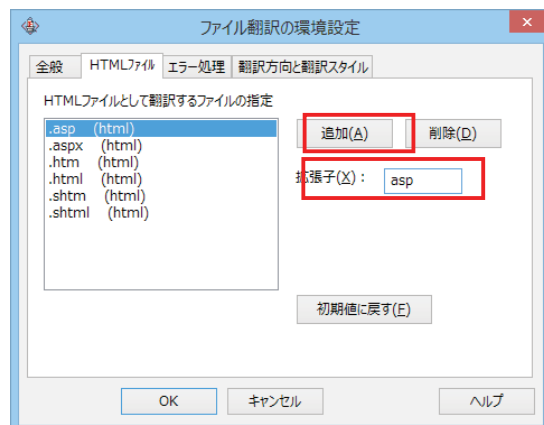 ファイル翻訳の環境設定
全般 HTMLファイル エラー処理 翻訳方向と翻訳スタイル
HTMLファイルとして翻訳するファイルの指定
.asp (html)
.aspx (html)
.htm (html)
.html (html)
.shtm (html)
.shtml (html)
追加(A) 削除(D)
拡張子(X)： asp
初期値に戻す(F)
OK キャンセル ヘルプ